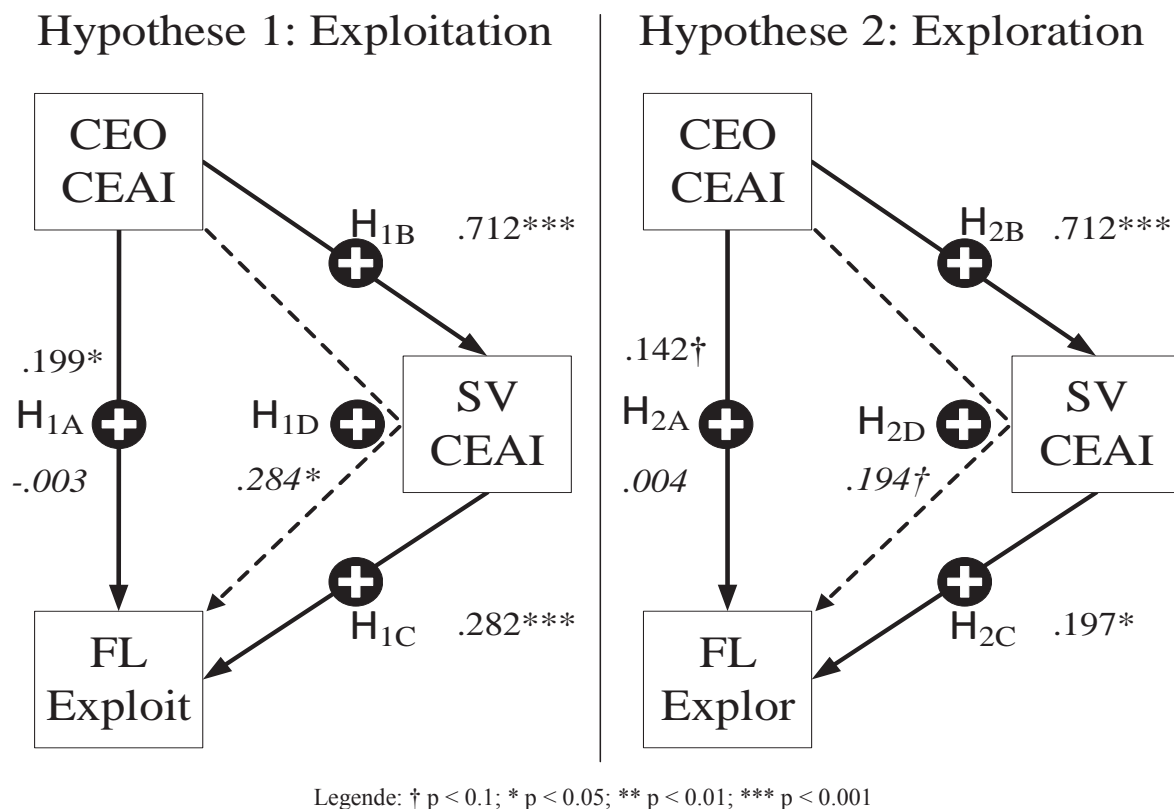 Hypothese 1: Exploitation
CEO
CEAI
H1B .712***
.199*
H1A
-.003
H1D
.284*
SV
CEAI
H1C .282***
FL
Exploit
Hypothese 2: Exploration
CEO
CEAI
H2B .712***
.142†
H2A
.004
H2D
.194†
SV
CEAI
H2C .197*
FL
Explor
Legende: † p < 0.1; * p < 0.05; ** p < 0.01; *** p < 0.001